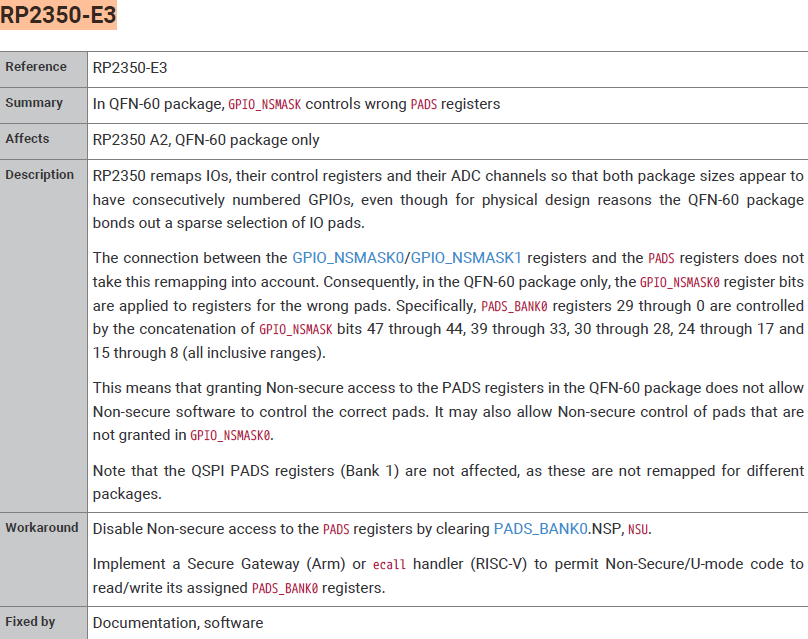 RP2350-E3
Reference RP2350-E3
Summary In QFN-60 package, GPIO_NSMASK controls wrong PADS registers
Affects RP2350 A2, QFN-60 package only
Description RP2350 remaps IOs, their control registers and their ADC channels so that both package sizes appear to
have consecutively numbered GPIOs, even though for physical design reasons the QFN-60 package
bonds out a sparse selection of IO pads.
The connection between the GPIO_NSMASK0/GPIO_NSMASK1 registers and the PADS registers does not
take this remapping into account. Consequently, in the QFN-60 package only, the GPIO_NSMASK0 register bits
are applied to registers for the wrong pads. Specifically, PADS_BANK0 registers 29 through 0 are controlled
by the concatenation of GPIO_NSMASK bits 47 through 44, 39 through 33, 30 through 28, 24 through 17 and
15 through 8 (all inclusive ranges).
This means that granting Non-secure access to the PADS registers in the QFN-60 package does not allow
Non-secure software to control the correct pads. It may also allow Non-secure control of pads that are
not granted in GPIO_NSMASK0.
Note that the QSPI PADS registers (Bank 1) are not affected, as these are not remapped for different
packages.
Workaround Disable Non-secure access to the PADS registers by clearing PADS_BANK0.NSP, NSU.
Implement a Secure Gateway (Arm) or ecall handler (RISC-V) to permit Non-Secure/U-mode code to
read/write its assigned PADS_BANK0 registers.
Fixed by Documentation, software